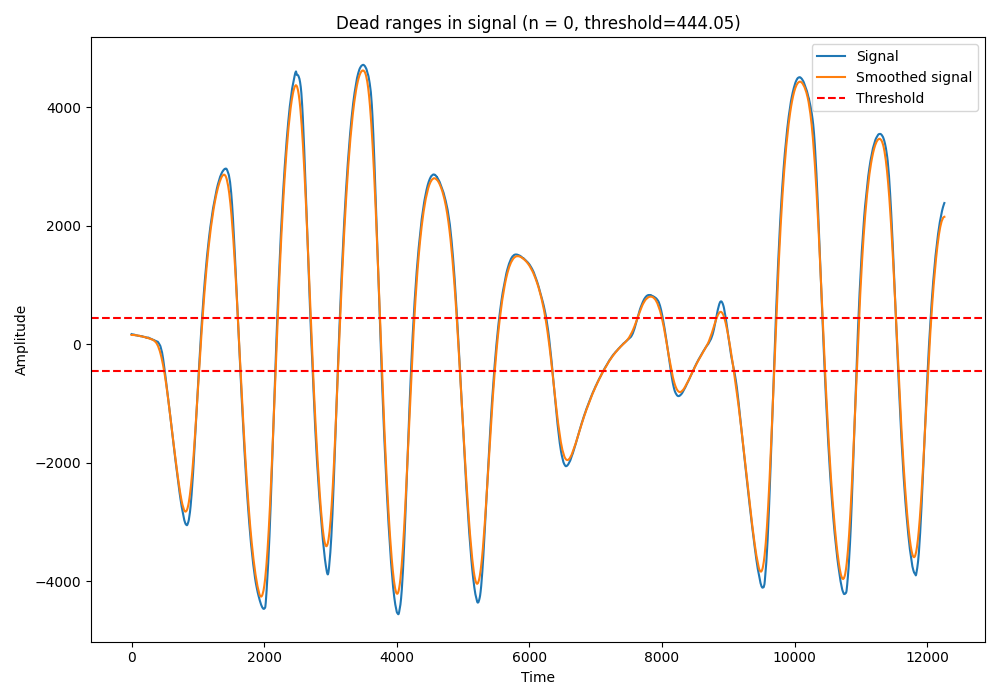 Dead ranges in signal (n = 0, threshold=444.05)
Signal
Smoothed signal
Threshold
Amplitude
4000
2000
0
−2000
−4000
0 2000 4000 6000 8000 10000 12000
Time